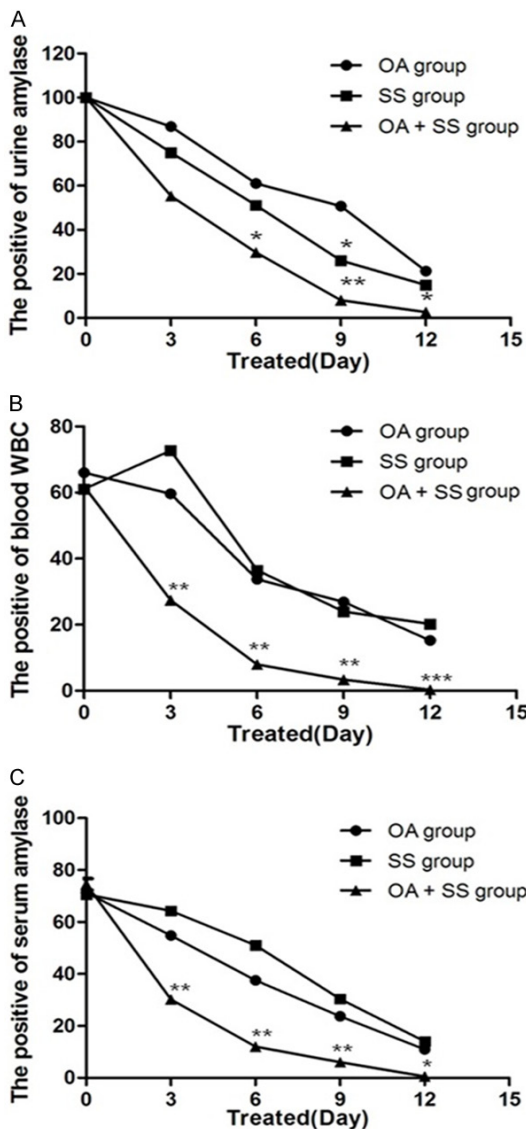 A
The positive of urine amylase
120
100
80
60
40
20
0
OA group
SS group
OA + SS group
*
*
**
*
0 3 6 9 12 15
Treated(Day)
B
The positive of blood WBC
80
60
40
20
0
OA group
SS group
OA + SS group
**
**
**
***
0 3 6 9 12 15
Treated(Day)
C
The positive of serum amylase
100
80
60
40
20
0
OA group
SS group
OA + SS group
**
**
**
*
0 3 6 9 12 15
Treated(Day)